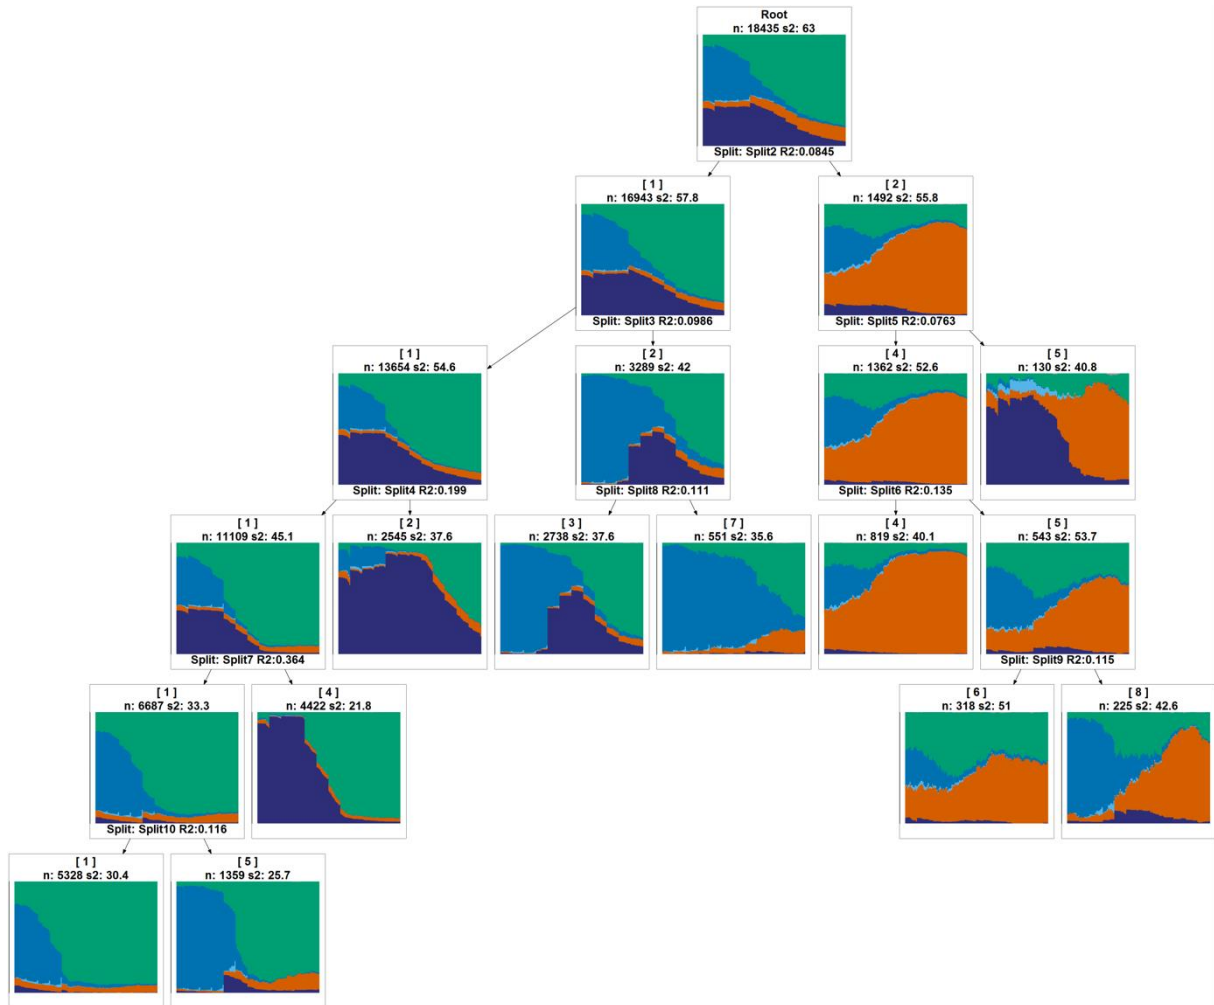 Root
n: 18435 s2: 63
Split: Split2 R2:0.0845
[ 1 ]
n: 16943 s2: 57.8
Split: Split3 R2:0.0986
[ 2 ]
n: 1492 s2: 55.8
Split: Split5 R2:0.0763
[ 1 ]
n: 13654 s2: 54.6
Split: Split4 R2:0.199
[ 2 ]
n: 3289 s2: 42
Split: Split8 R2:0.111
[ 4 ]
n: 1362 s2: 52.6
Split: Split6 R2:0.135
[ 5 ]
n: 130 s2: 40.8
[ 1 ]
n: 11109 s2: 45.1
Split: Split7 R2:0.364
[ 2 ]
n: 2545 s2: 37.6
[ 3 ]
n: 2738 s2: 37.6
[ 7 ]
n: 551 s2: 35.6
[ 4 ]
n: 819 s2: 40.1
[ 5 ]
n: 543 s2: 53.7
Split: Split9 R2:0.115
[ 1 ]
n: 6687 s2: 33.3
Split: Split10 R2:0.116
[ 4 ]
n: 4422 s2: 21.8
[ 6 ]
n: 318 s2: 51
[ 8 ]
n: 225 s2: 42.6
[ 1 ]
n: 5328 s2: 30.4
[ 5 ]
n: 1359 s2: 25.7